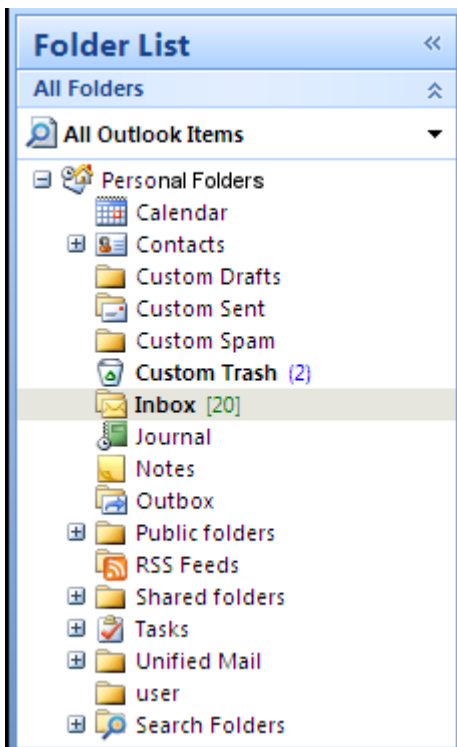 Folder List
All Folders
All Outlook Items
Personal Folders
Calendar
Contacts
Custom Drafts
Custom Sent
Custom Spam
Custom Trash (2)
Inbox [20]
Journal
Notes
Outbox
Public folders
RSS Feeds
Shared folders
Tasks
Unified Mail
user
Search Folders